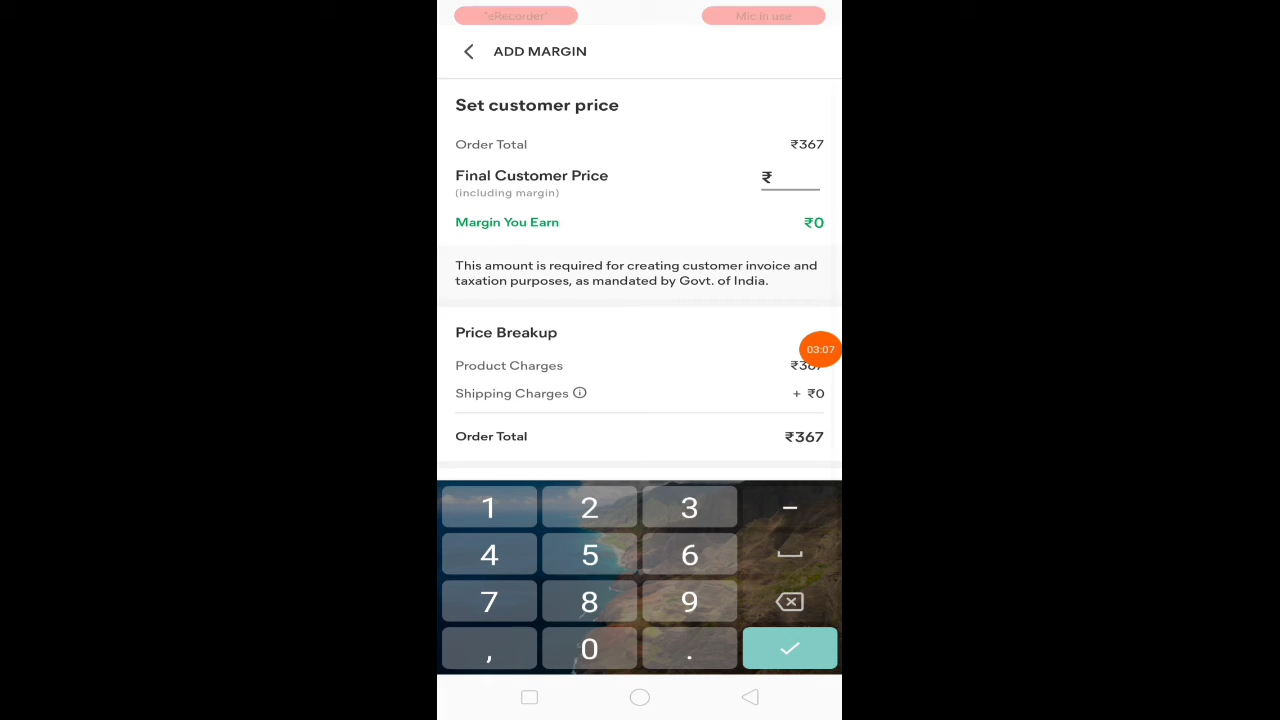 "sRecorder"
Mic in use
ADD MARGIN
Set customer price
Order Total ₹367
Final Customer Price ₹
(including margin)
Margin You Earn ₹0
This amount is required for creating customer invoice and
taxation purposes, as mandated by Govt. of India.
Price Breakup
03:07
Product Charges
Shipping Charges + ₹0
Order Total ₹367
1 2 3 -
4 5 6
7 8 9
, 0 .